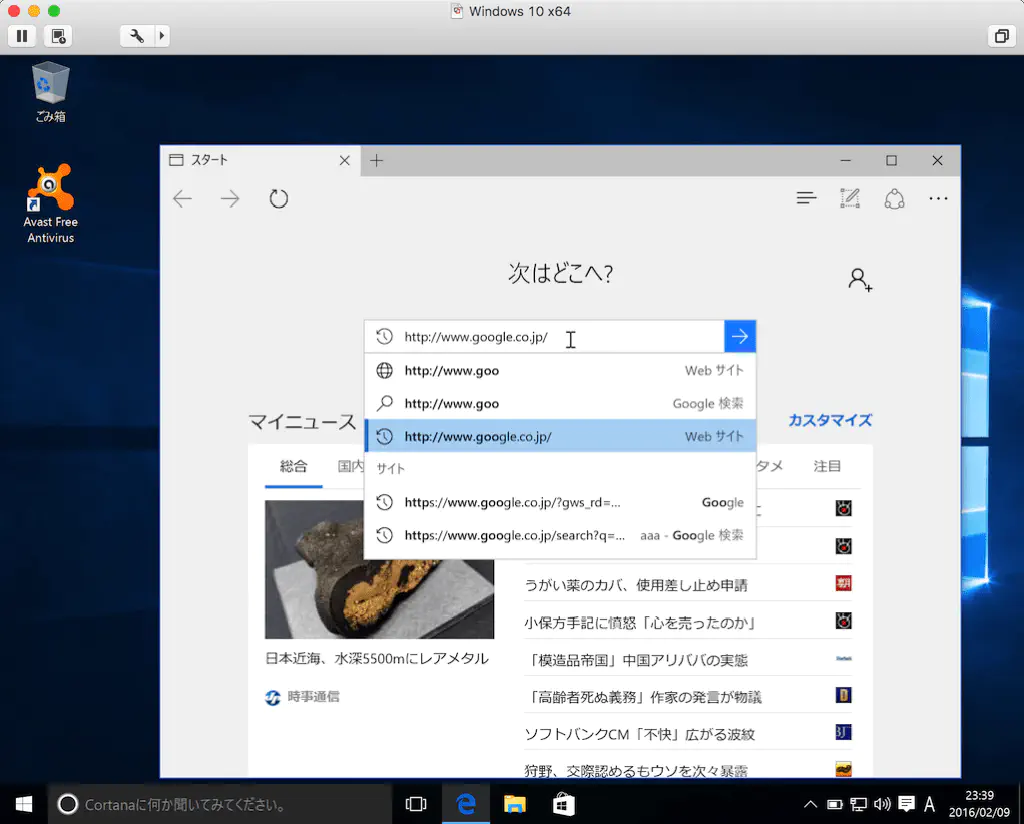 Windows 10 x64
ごみ箱
Avast Free
Antivirus
スタート
次はどこへ?
http://www.google.co.jp/
http://www.goo Web サイト
http://www.goo Google 検索
http://www.google.co.jp/ Web サイト
サイト
https://www.google.co.jp/?gws_rd=... Google
https://www.google.co.jp/search?q=... aaa - Google 検索
マイニュース カスタマイズ
総合 国内 タメ 注目
うがい薬のカバ、使用差し止め申請
小保方手記に憤怒「心を売ったのか」
日本近海、水深5500mにレアメタル
「模造品帝国」中国アリババの実態
時事通信
「高齢者死ぬ義務」作家の発言が物議
ソフトバンクCM「不快」広がる波紋
狩野、交際認めるもウソを次々暴露
Cortanaに何か聞いてみてください。
A
23:39
2016/02/09